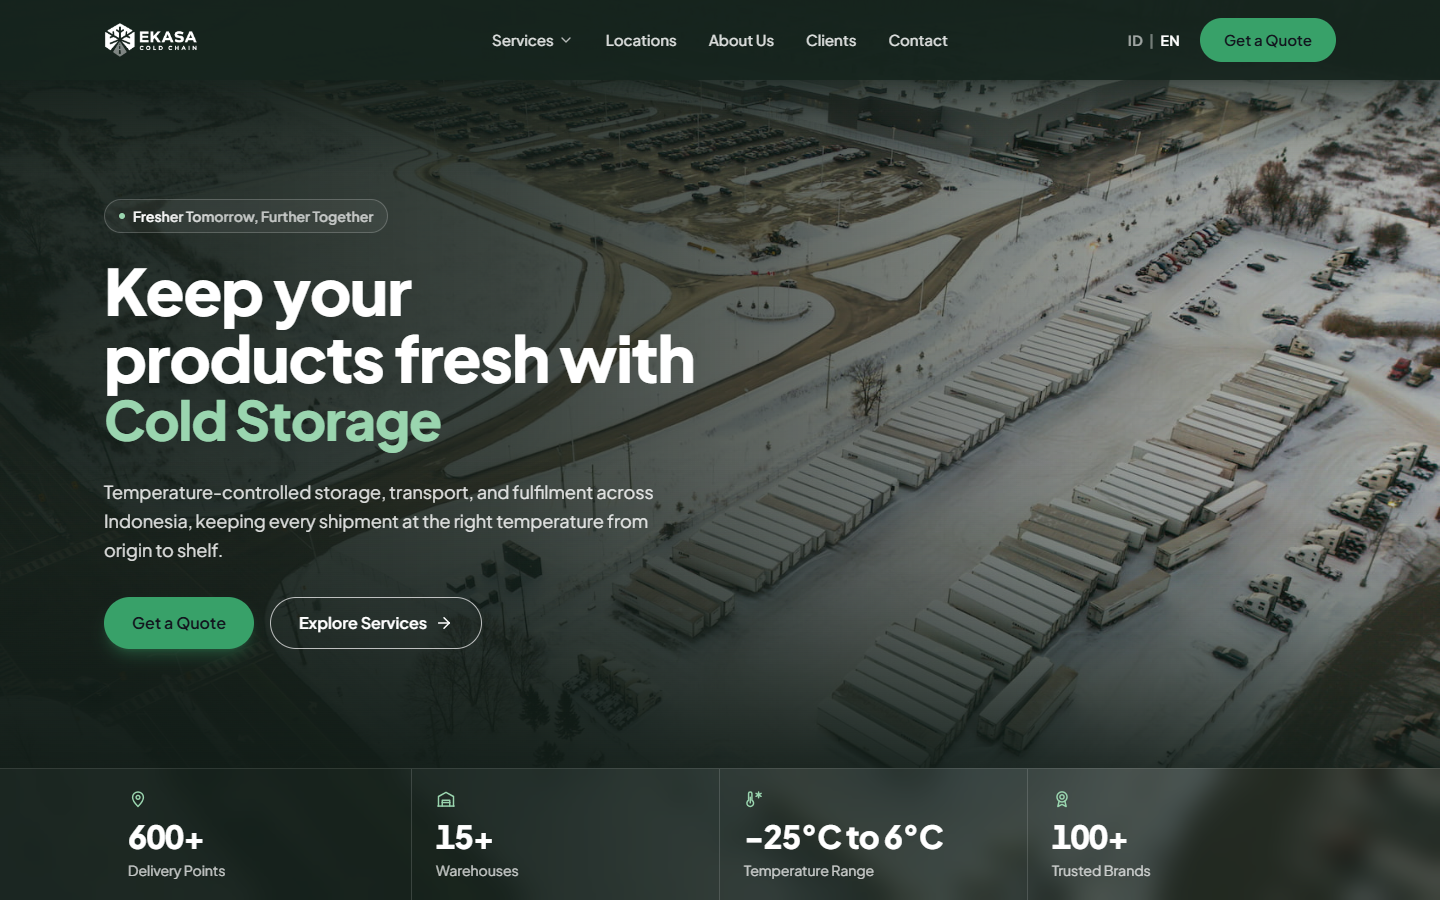 EKASA
COLD CHAIN
Services
Locations
About Us
Clients
Contact
ID | EN
Get a Quote
Fresher Tomorrow, Further Together
Keep your
products fresh with
Cold Storage
Temperature-controlled storage, transport, and fulfilment across
Indonesia, keeping every shipment at the right temperature from
origin to shelf.
Get a Quote
Explore Services →
600+
Delivery Points
15+
Warehouses
−25°C to 6°C
Temperature Range
100+
Trusted Brands